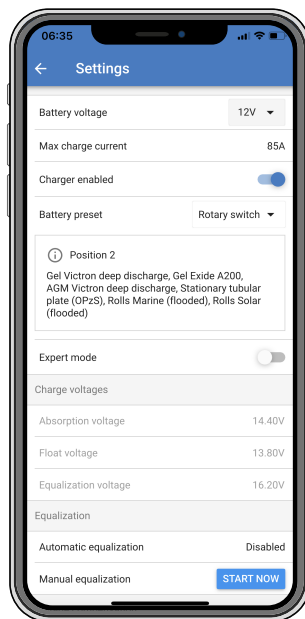 06:35
Settings
Battery voltage 12V
Max charge current 85A
Charger enabled
Battery preset Rotary switch
Position 2
Gel Victron deep discharge, Gel Exide A200,
AGM Victron deep discharge, Stationary tubular
plate (OPzS), Rolls Marine (flooded), Rolls Solar
(flooded)
Expert mode
Charge voltages
Absorption voltage 14.40V
Float voltage 13.80V
Equalization voltage 16.20V
Equalization
Automatic equalization Disabled
Manual equalization START NOW